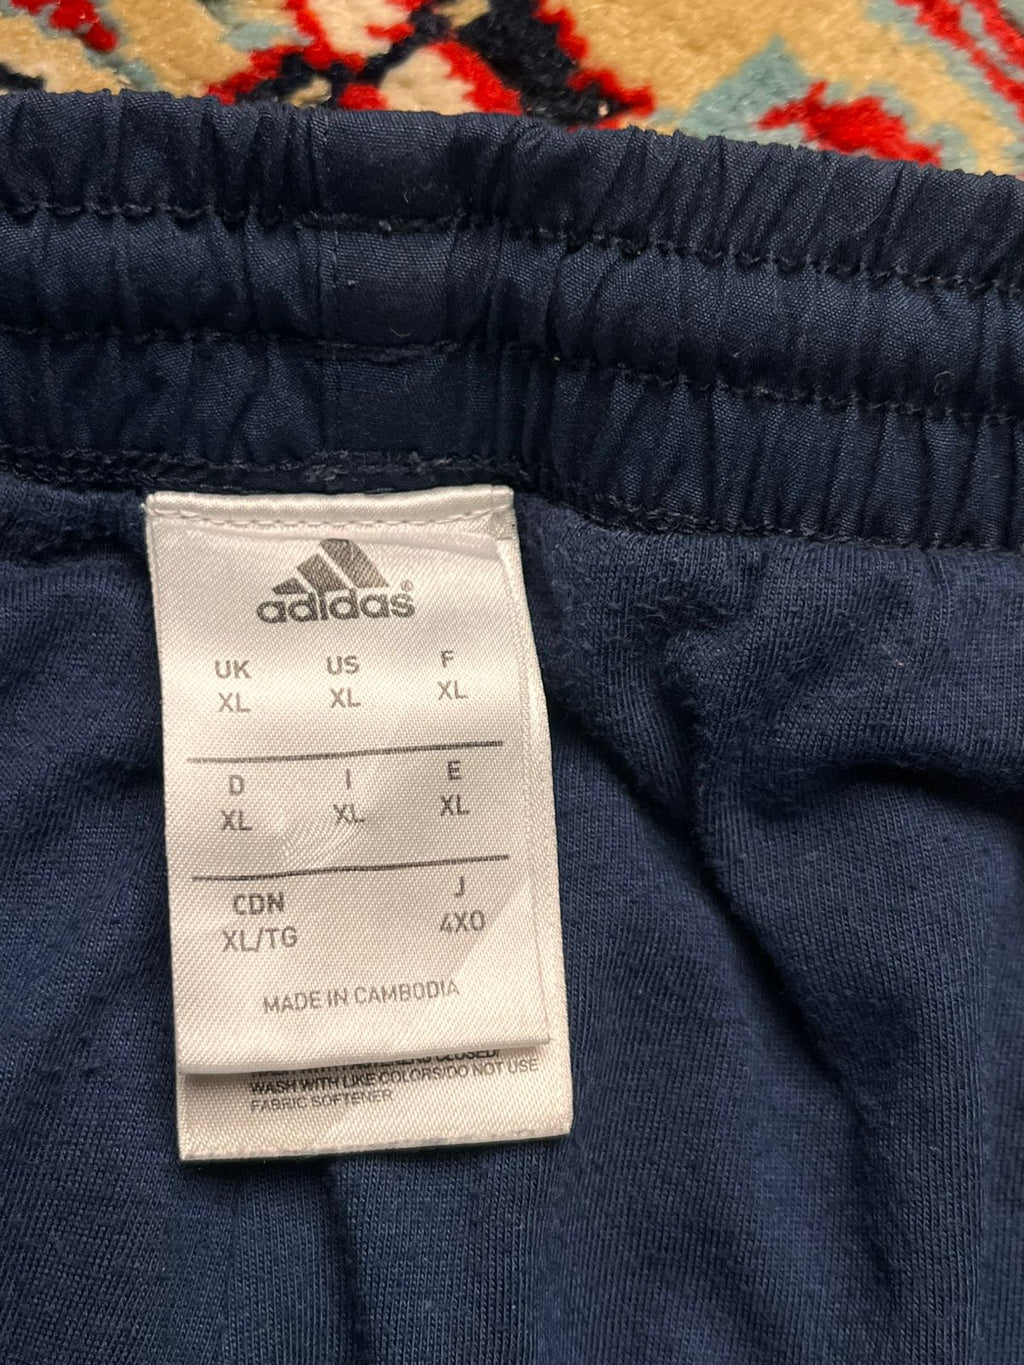 adidas®
UK US F
XL XL XL
D I E
XL XL XL
CDN J
XL/TG 4XO
MADE IN CAMBODIA
CLOSED/
WASH WITH LIKE COLORS/DO NOT USE
FABRIC SOFTENER